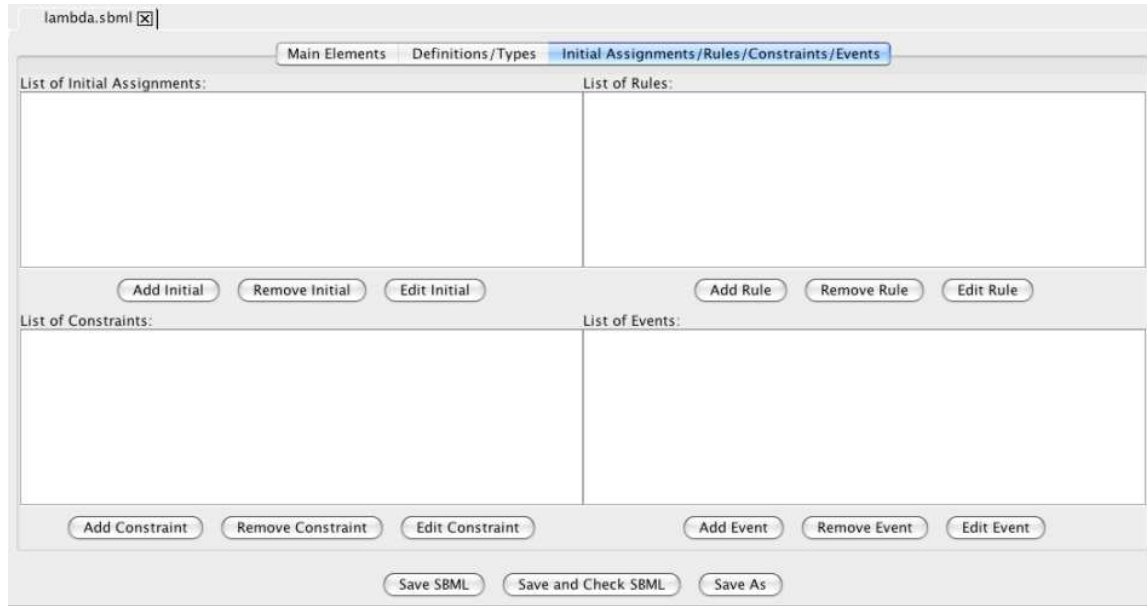 lambda.sbml
Main Elements Definitions/Types Initial Assignments/Rules/Constraints/Events
List of Initial Assignments: List of Rules:
Add Initial Remove Initial Edit Initial Add Rule Remove Rule Edit Rule
List of Constraints: List of Events:
Add Constraint Remove Constraint Edit Constraint Add Event Remove Event Edit Event
Save SBML Save and Check SBML Save As